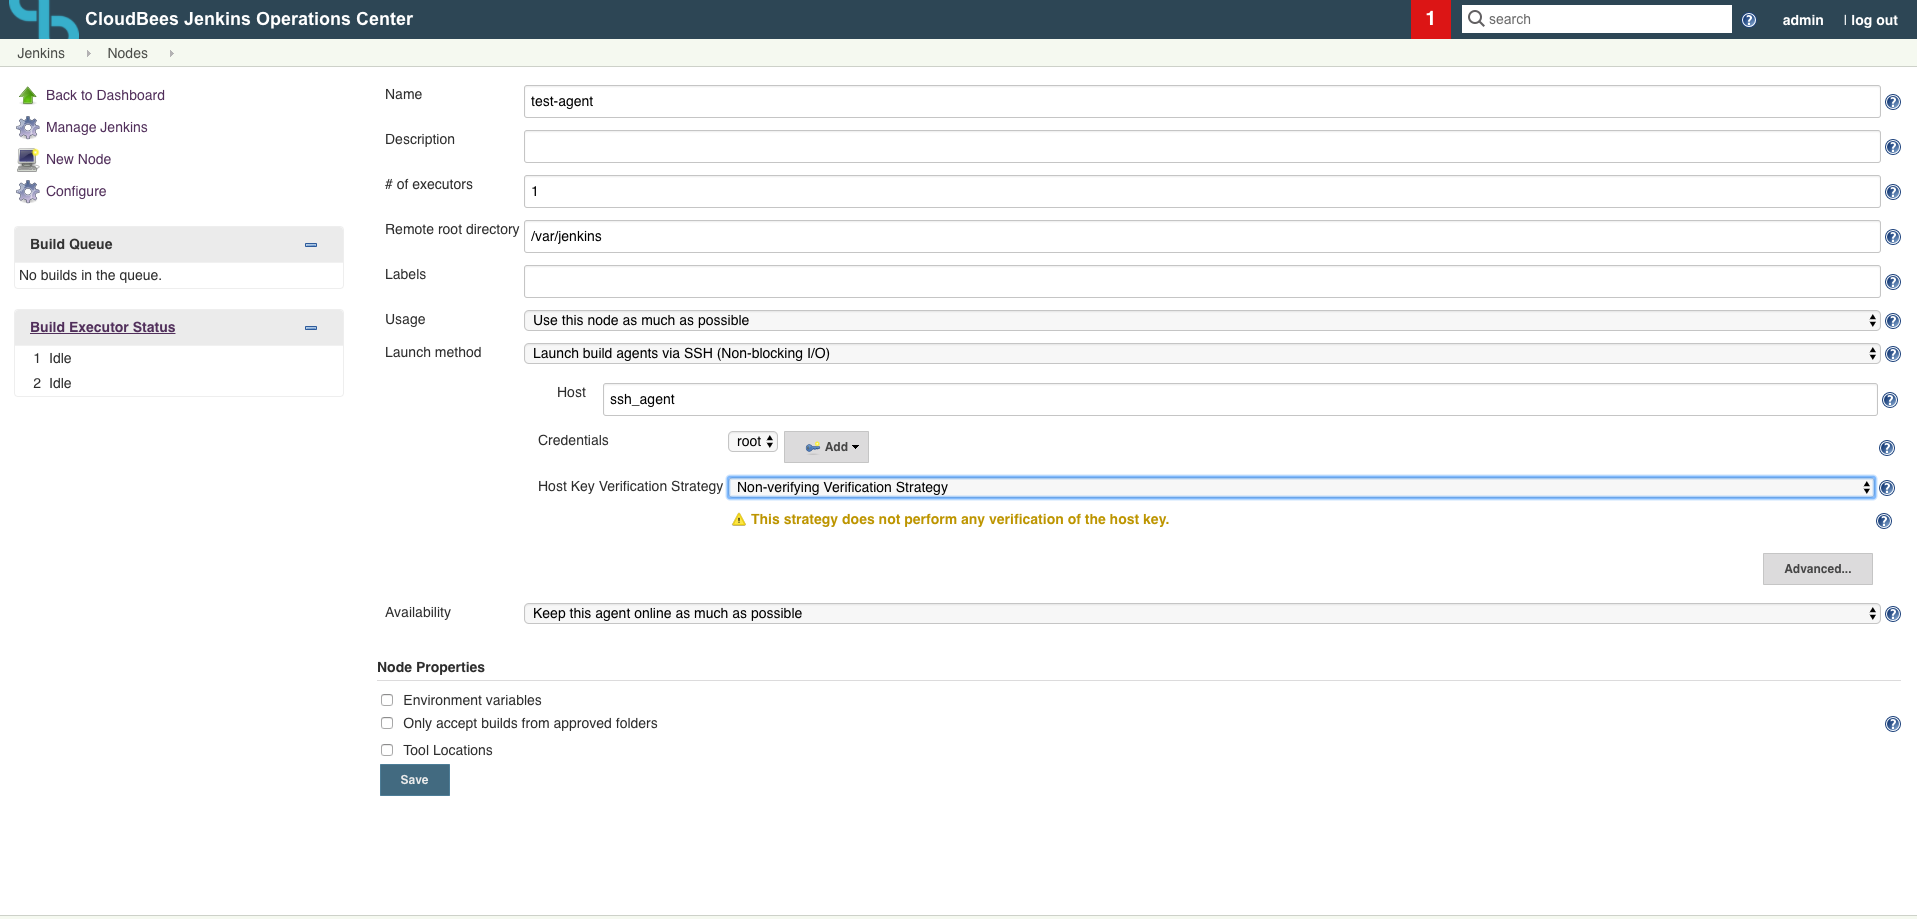 CloudBees Jenkins Operations Center
1
search
admin
| log out
Jenkins
Nodes
Back to Dashboard
Manage Jenkins
New Node
Configure
Build Queue
No builds in the queue.
Build Executor Status
1 Idle
2 Idle
Name
test-agent
Description
# of executors
1
Remote root directory
/var/jenkins
Labels
Usage
Use this node as much as possible
Launch method
Launch build agents via SSH (Non-blocking I/O)
Host
ssh_agent
Credentials
root
Add
Host Key Verification Strategy
Non-verifying Verification Strategy
This strategy does not perform any verification of the host key.
Advanced...
Availability
Keep this agent online as much as possible
Node Properties
Environment variables
Only accept builds from approved folders
Tool Locations
Save